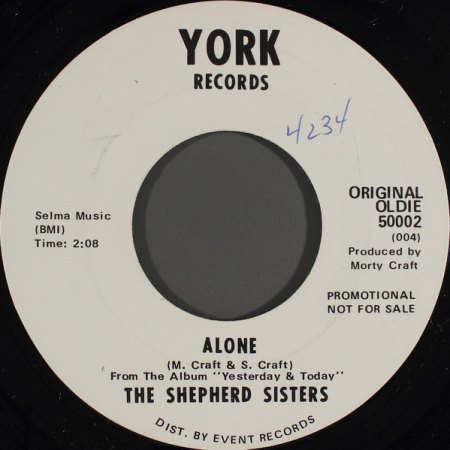 YORK
RECORDS
4234
Selma Music
(BMI)
Time: 2:08
ORIGINAL
OLDIE
50002
(004)
Produced by
Morty Craft
PROMOTIONAL
NOT FOR SALE
ALONE
(M. Craft & S. Craft)
From The Album "Yesterday & Today"
THE SHEPHERD SISTERS
DIST. BY EVENT RECORDS